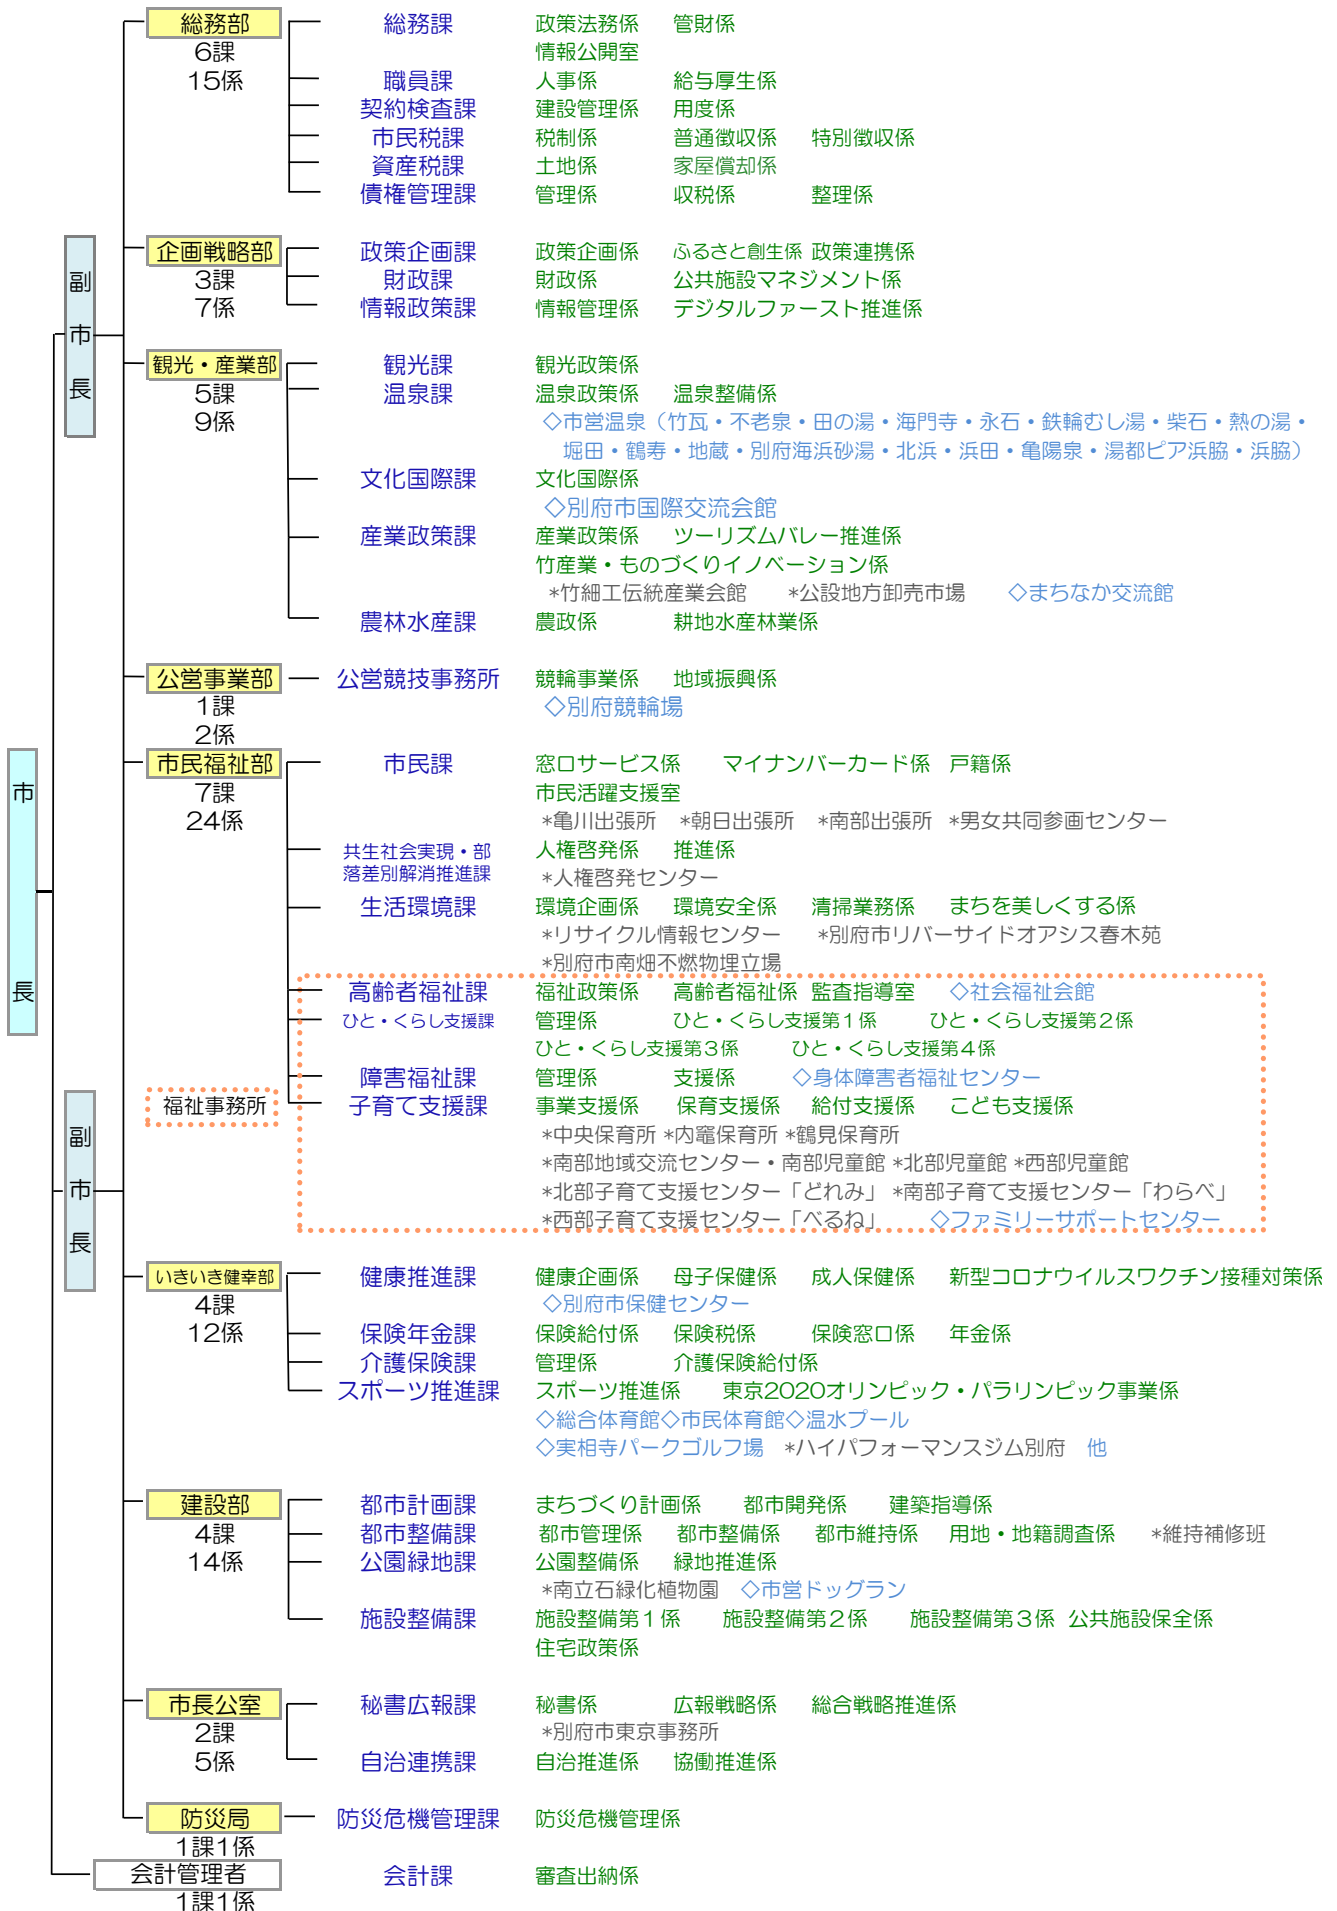 総務部 総務課 政策法務係 管財係
6課 情報公開室
15係 職員課 人事係 給与厚生係
契約検査課 建設管理係 用度係
市民税課 税制係 普通徴収係 特別徴収係
資産税課 土地係 家屋償却係
債権管理課 管理係 収税係 整理係
副市長
企画戦略部 政策企画課 政策企画係 ふるさと創生係 政策連携係
3課 財政課 財政係 公共施設マネジメント係
7係 情報政策課 情報管理係 デジタルファースト推進係
観光・産業部 観光課 観光政策係
5課 温泉課 温泉政策係 温泉整備係
9係 ◇市営温泉（竹瓦・不老泉・田の湯・海門寺・永石・鉄輪むし湯・柴石・熱の湯・
堀田・鶴寿・地蔵・別府海浜砂湯・北浜・浜田・亀陽泉・湯都ピア浜脇・浜脇）
文化国際課 文化国際係
◇別府市国際交流会館
産業政策課 産業政策係 ツーリズムバレー推進係
竹産業・ものづくりイノベーション係
*竹細工伝統産業会館 *公設地方卸売市場 ◇まちなか交流館
農林水産課 農政係 耕地水産林業係
公営事業部 公営競技事務所 競輪事業係 地域振興係
1課 ◇別府競輪場
2係
市長
市民福祉部 市民課 窓口サービス係 マイナンバーカード係 戸籍係
7課 市民活躍支援室
24係 *亀川出張所 *朝日出張所 *南部出張所 *男女共同参画センター
共生社会実現・部 人権啓発係 推進係
落差別解消推進課 *人権啓発センター
生活環境課 環境企画係 環境安全係 清掃業務係 まちを美しくする係
*リサイクル情報センター *別府市リバーサイドオアシス春木苑
*別府市南畑不燃物埋立場
高齢者福祉課 福祉政策係 高齢者福祉係 監査指導室 ◇社会福祉会館
ひと・くらし支援課 管理係 ひと・くらし支援第１係 ひと・くらし支援第２係
ひと・くらし支援第３係 ひと・くらし支援第４係
障害福祉課 管理係 支援係 ◇身体障害者福祉センター
福祉事務所 子育て支援課 事業支援係 保育支援係 給付支援係 こども支援係
*中央保育所 *内竈保育所 *鶴見保育所
副市長
*南部地域交流センター・南部児童館 *北部児童館 *西部児童館
*北部子育て支援センター「どれみ」 *南部子育て支援センター「わらべ」
*西部子育て支援センター「べるね」 ◇ファミリーサポートセンター
いきいき健幸部 健康推進課 健康企画係 母子保健係 成人保健係 新型コロナウイルスワクチン接種対策係
4課 ◇別府市保健センター
12係 保険年金課 保険給付係 保険税係 保険窓口係 年金係
介護保険課 管理係 介護保険給付係
スポーツ推進課 スポーツ推進係 東京2020オリンピック・パラリンピック事業係
◇総合体育館◇市民体育館◇温水プール
◇実相寺パークゴルフ場 *ハイパフォーマンスジム別府 他
建設部 都市計画課 まちづくり計画係 都市開発係 建築指導係
4課 都市整備課 都市管理係 都市整備係 都市維持係 用地・地籍調査係 *維持補修班
14係 公園緑地課 公園整備係 緑地推進係
*南立石緑化植物園 ◇市営ドッグラン
施設整備課 施設整備第１係 施設整備第２係 施設整備第３係 公共施設保全係
住宅政策係
市長公室 秘書広報課 秘書係 広報戦略係 総合戦略推進係
2課 *別府市東京事務所
5係 自治連携課 自治推進係 協働推進係
防災局 防災危機管理課 防災危機管理係
1課1係
会計管理者 会計課 審査出納係
1課1係